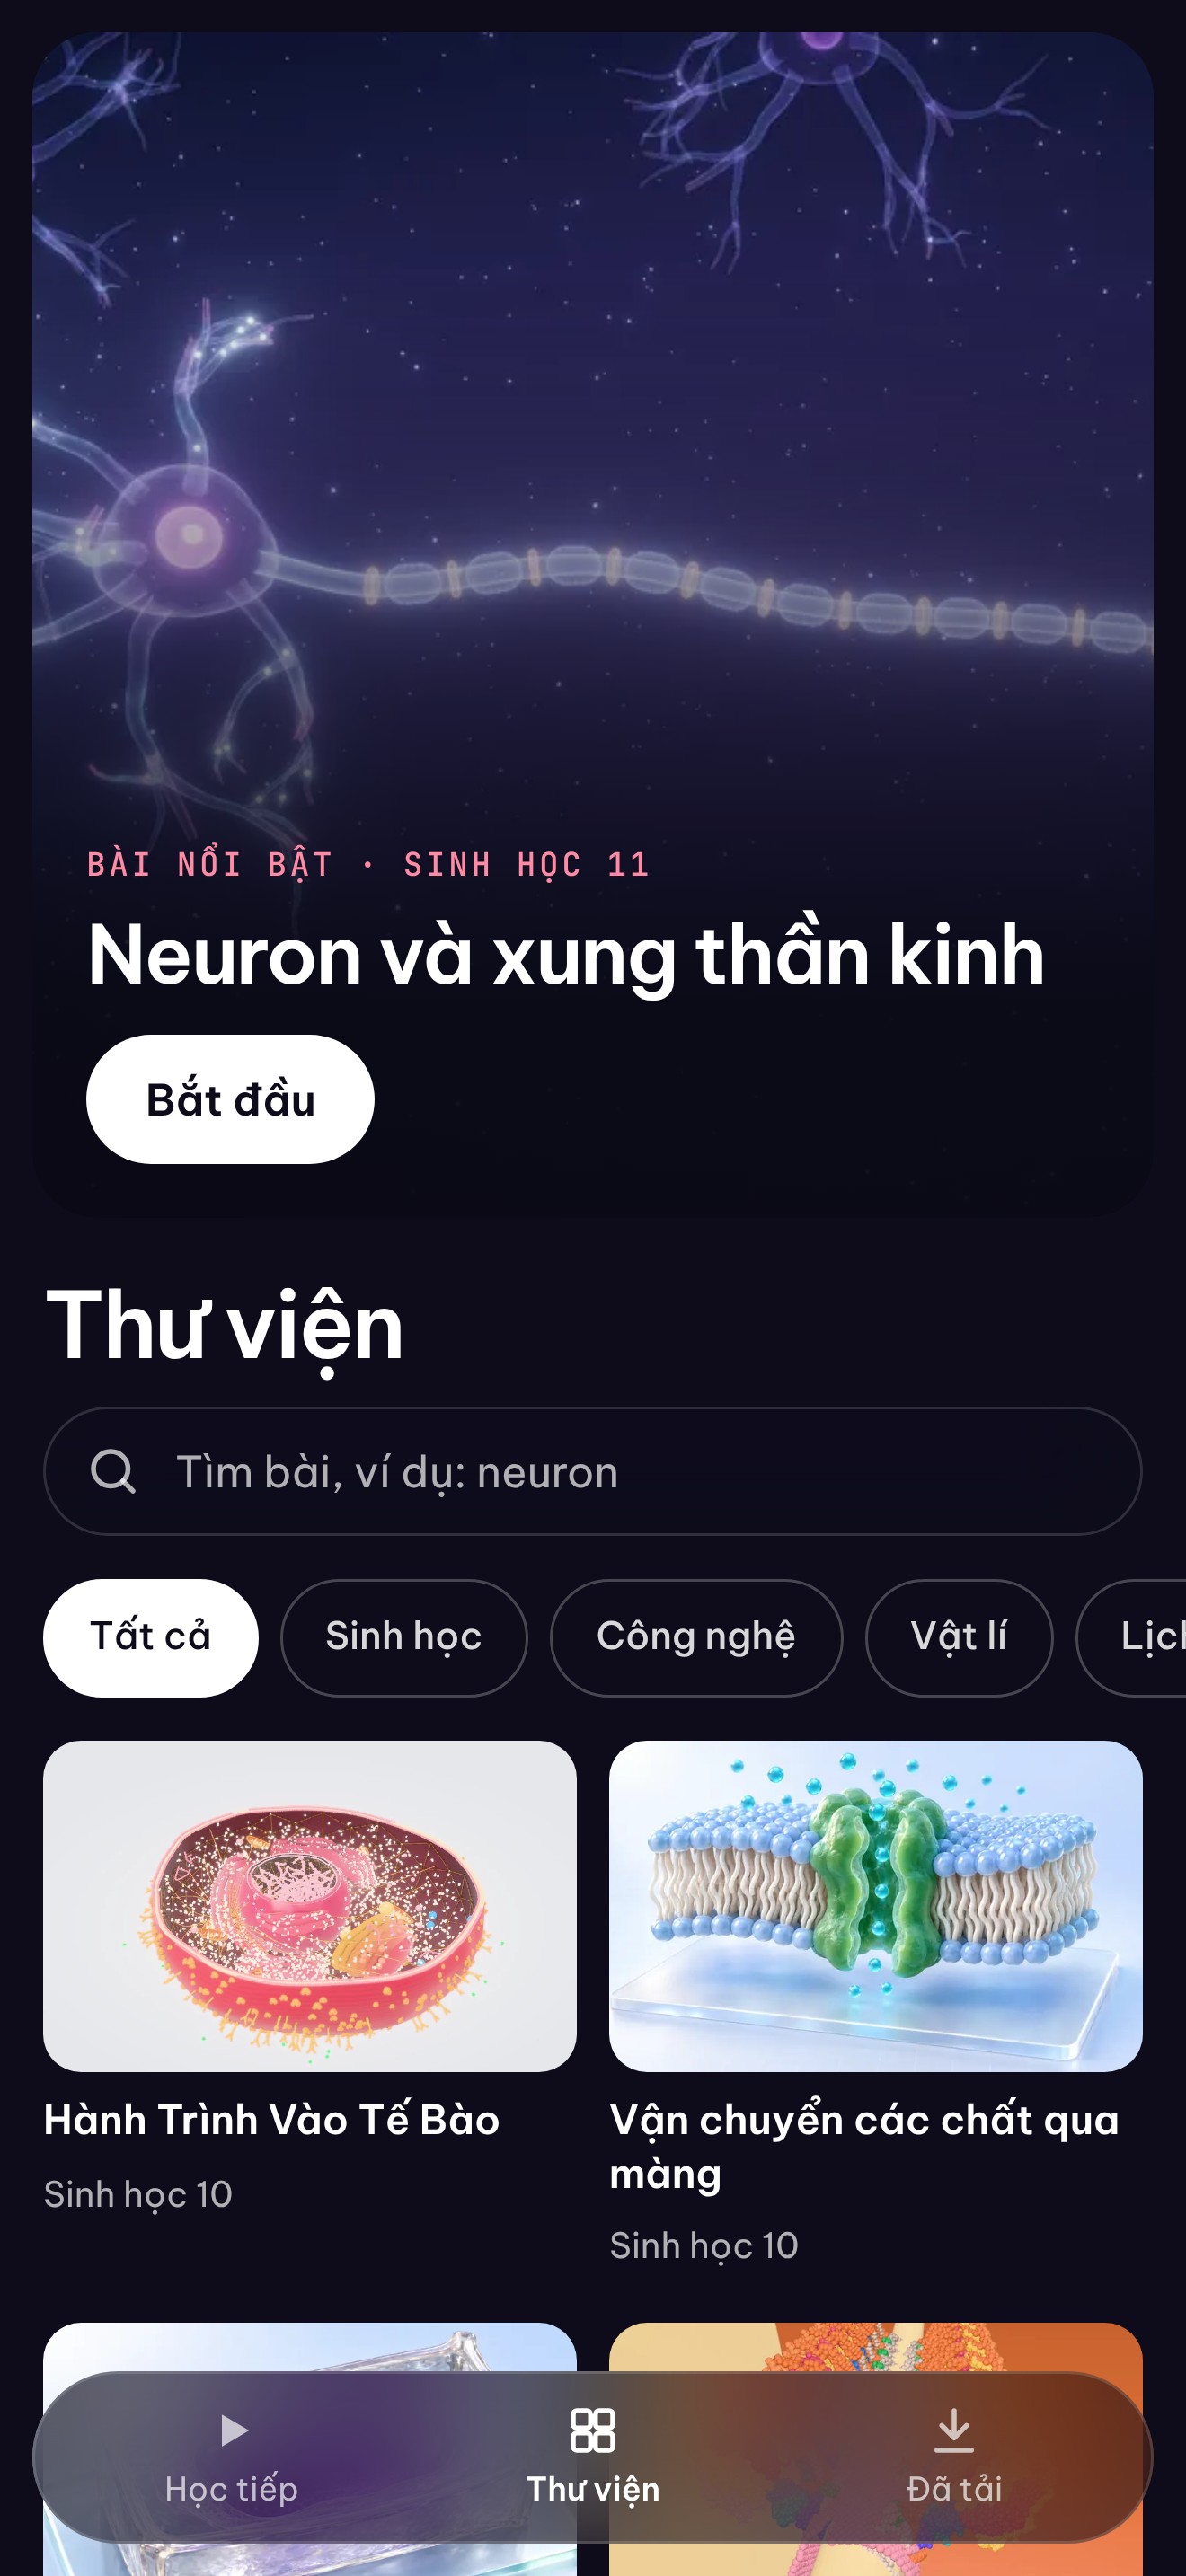 BÀI NỔI BẬT · SINH HỌC 11
Neuron và xung thần kinh
Bắt đầu
Thư viện
Tìm bài, ví dụ: neuron
Tất cả
Sinh học
Công nghệ
Vật lí
Lịch
Hành Trình Vào Tế Bào
Sinh học 10
Vận chuyển các chất qua
màng
Sinh học 10
Học tiếp
Thư viện
Đã tải